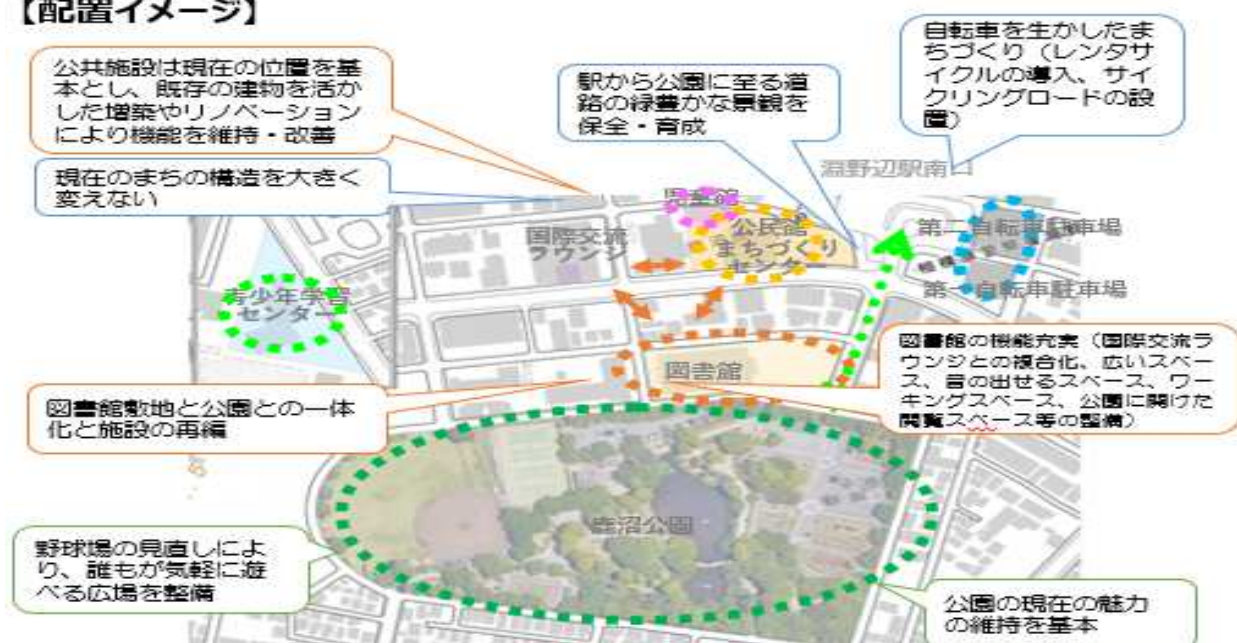 【配置イメージ】
公共施設は現在の位置を基
本とし、既存の建物を活か
した増築やリノベーション
により機能を維持・改善
駅から公園に至る道
路の緑豊かな景観を
保全・育成
自転車を生かしたま
ちづくり（レンタサ
イクルの導入、サイ
クリングロードの設
置）
現在のまちの構造を大きく
変えない
淵野辺駅南口
図書館
国際交流
ラウンジ
公民館
まちづくり
センター
第二自転車駐車場
第一自転車駐車場
青少年学習
センター
図書館
図書館の機能充実（国際交流ラ
ウンジとの複合化、広いスペー
ス、音の出せるスペース、ワー
キングスペース、公園に開けた
閲覧スペース等の整備）
図書館敷地と公園との一体
化と施設の再編
鹿沼公園
野球場の見直しによ
り、誰もが気軽に遊
べる広場を整備
公園の現在の魅力
の維持を基本